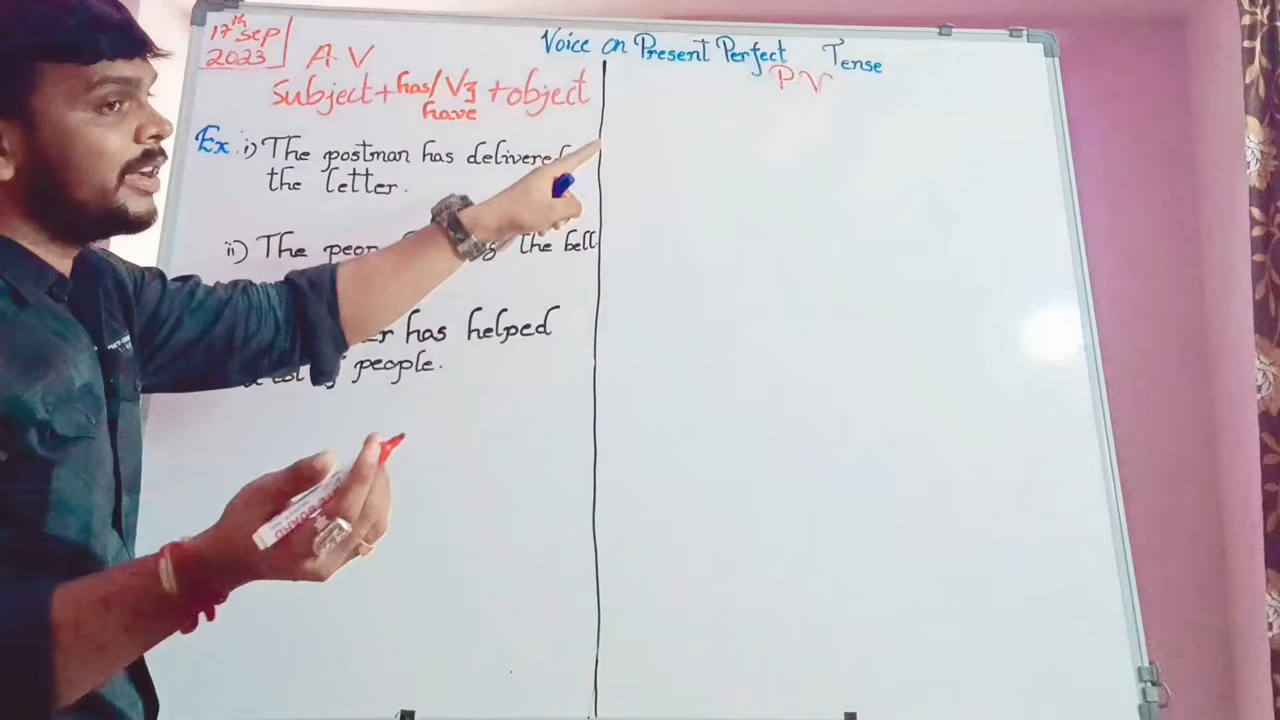 17th Sep
2023
A.V
Voice on Present Perfect Tense
P.V
Subject + has/ V3 + object
have
Ex. i) The postman has delivered
the letter.
ii) The the bell
has helped
people.